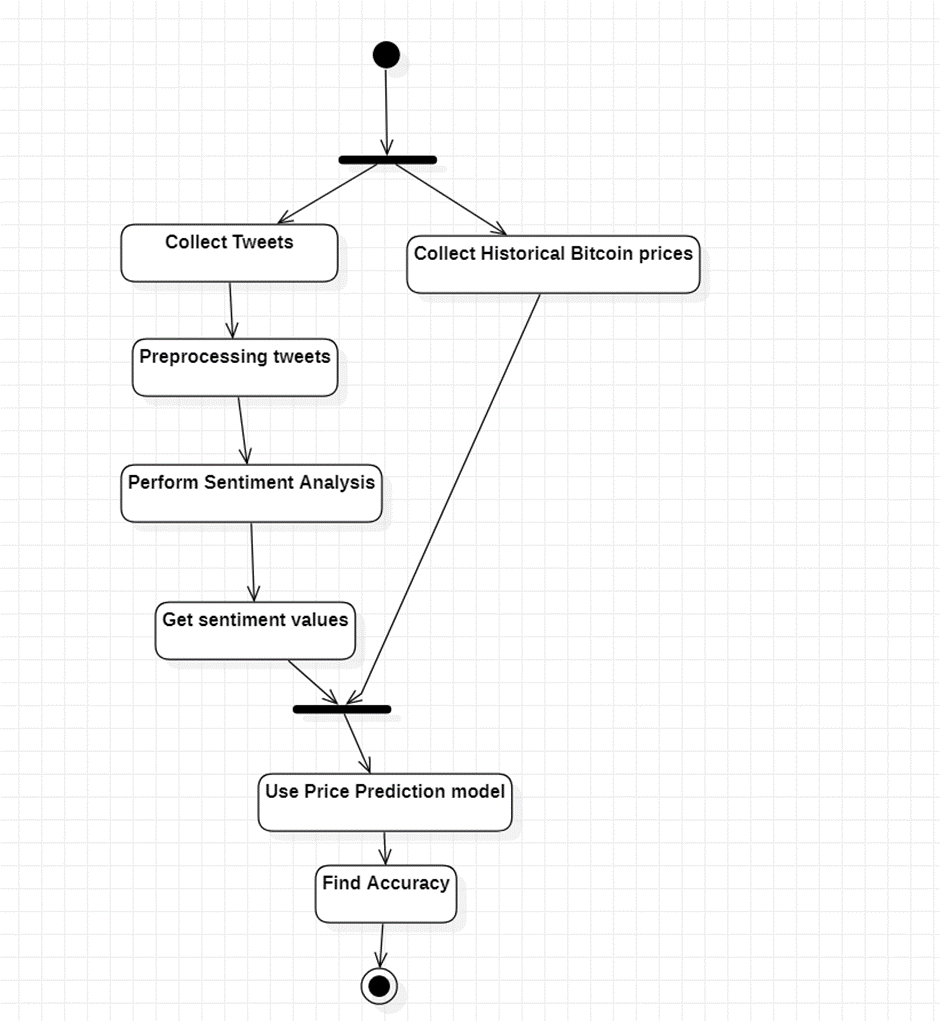 Collect Tweets
Collect Historical Bitcoin prices
Preprocessing tweets
Perform Sentiment Analysis
Get sentiment values
Use Price Prediction model
Find Accuracy